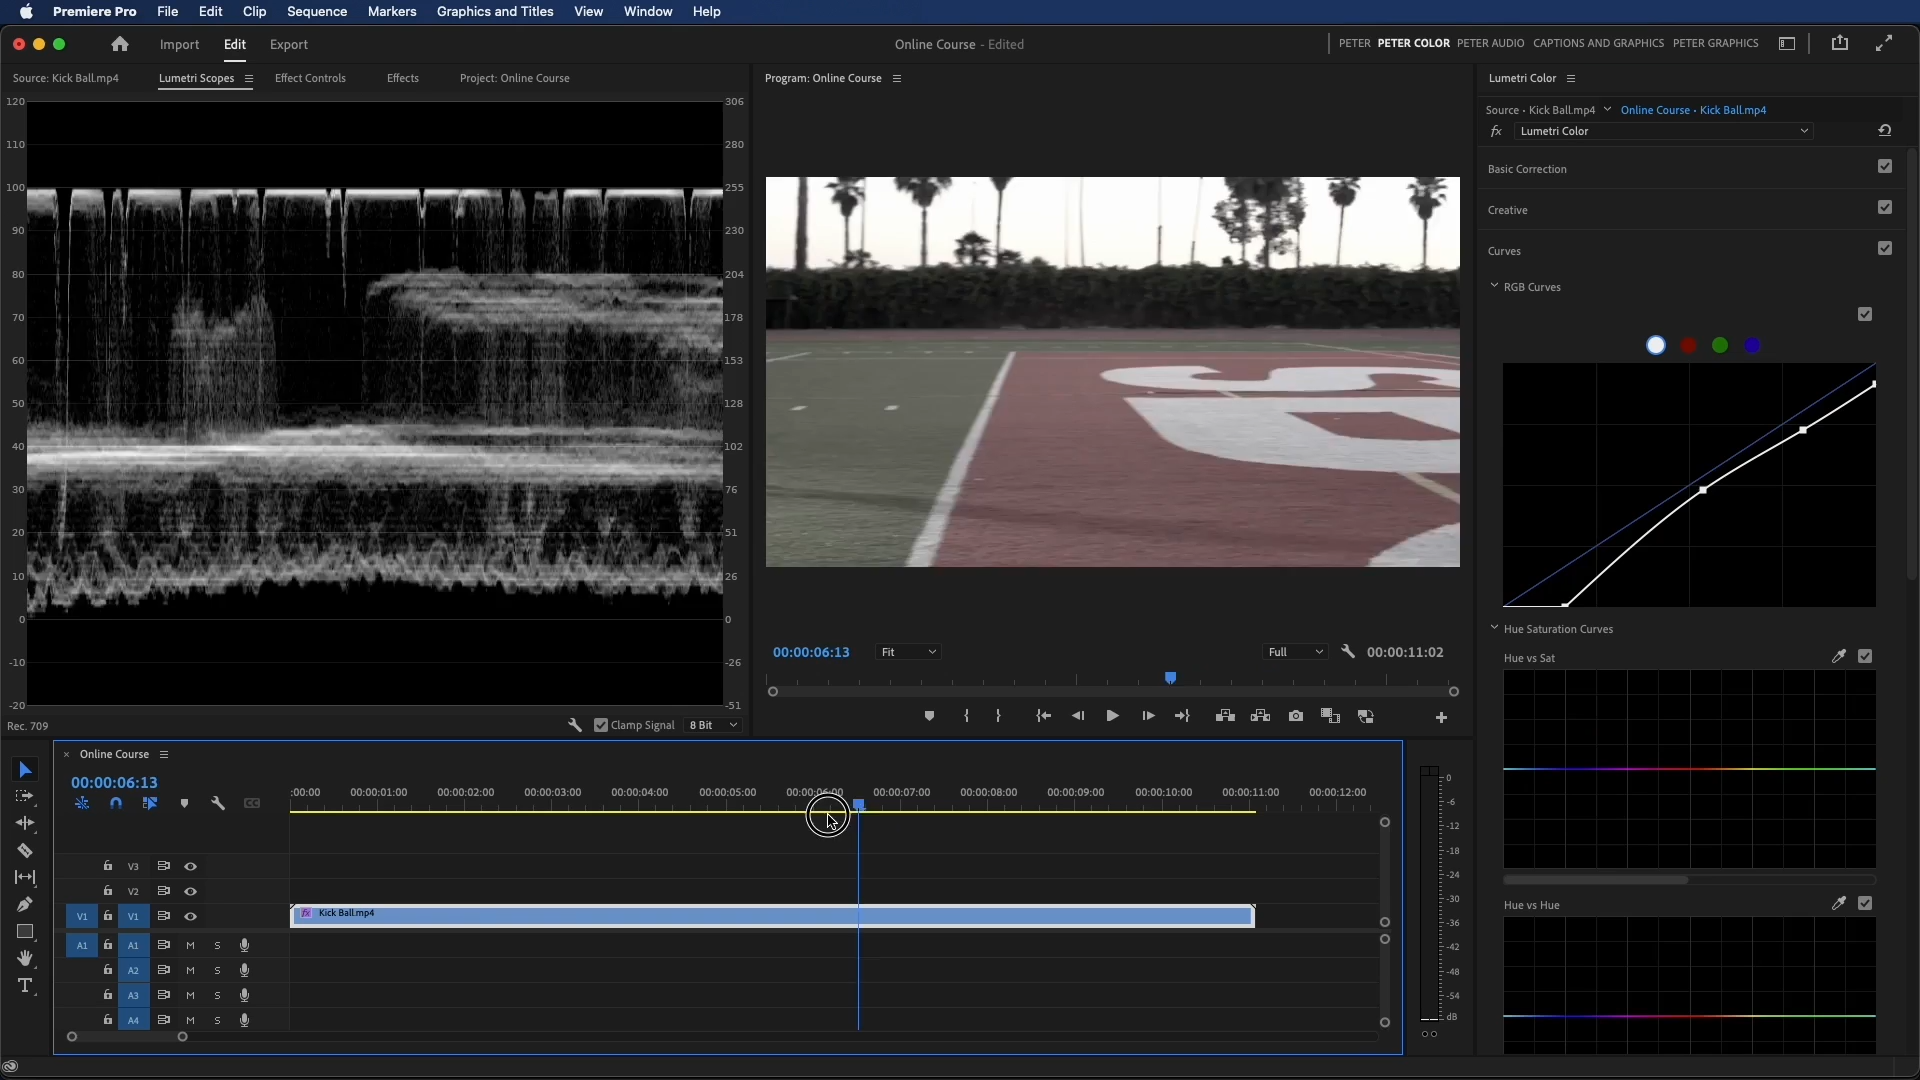 Premiere Pro File Edit Clip Sequence Markers Graphics and Titles View Window Help
Import Edit Export
Online Course - Edited
PETER PETER COLOR PETER AUDIO CAPTIONS AND GRAPHICS PETER GRAPHICS
Source: Kick Ball.mp4 Lumetri Scopes Effect Controls Effects Project: Online Course
Program: Online Course
Lumetri Color
Source • Kick Ball.mp4 Online Course • Kick Ball.mp4
fx Lumetri Color
Basic Correction
Creative
Curves
RGB Curves
Hue Saturation Curves
Hue vs Sat
Hue vs Hue
120 306
110 280
100 255
90 230
80 204
70 178
60 153
50 128
40 102
30 76
20 51
10 26
0 0
-10 -26
-20 -51
Rec. 709 Clamp Signal 8 Bit
00:00:06:13 Fit Full 00:00:11:02
× Online Course
00:00:06:13
:00:00 00:00:01:00 00:00:02:00 00:00:03:00 00:00:04:00 00:00:05:00 00:00:06:00 00:00:07:00 00:00:08:00 00:00:09:00 00:00:10:00 00:00:11:00 00:00:12:00
CC
V3
V2
V1 V1 fx Kick Ball.mp4
A1 A1 M S
A2 M S
A3 M S
A4 M S
T
0
-6
-12
-18
-24
-30
-36
-42
-48
-54
dB